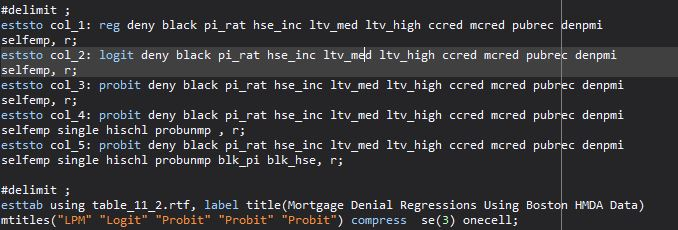 #delimit ;
eststo col_1: reg deny black pi_rat hse_inc ltv_med ltv_high ccred mcred pubrec denpmi
selfemp, r;
eststo col_2: logit deny black pi_rat hse_inc ltv_med ltv_high ccred mcred pubrec denpmi
selfemp, r;
eststo col_3: probit deny black pi_rat hse_inc ltv_med ltv_high ccred mcred pubrec denpmi
selfemp, r;
eststo col_4: probit deny black pi_rat hse_inc ltv_med ltv_high ccred mcred pubrec denpmi
selfemp single hischl probunmp , r;
eststo col_5: probit deny black pi_rat hse_inc ltv_med ltv_high ccred mcred pubrec denpmi
selfemp single hischl probunmp blk_pi blk_hse, r;
#delimit ;
esttab using table_11_2.rtf, label title(Mortgage Denial Regressions Using Boston HMDA Data)
mtitles("LPM" "Logit" "Probit" "Probit" "Probit") compress  se(3) onecell;